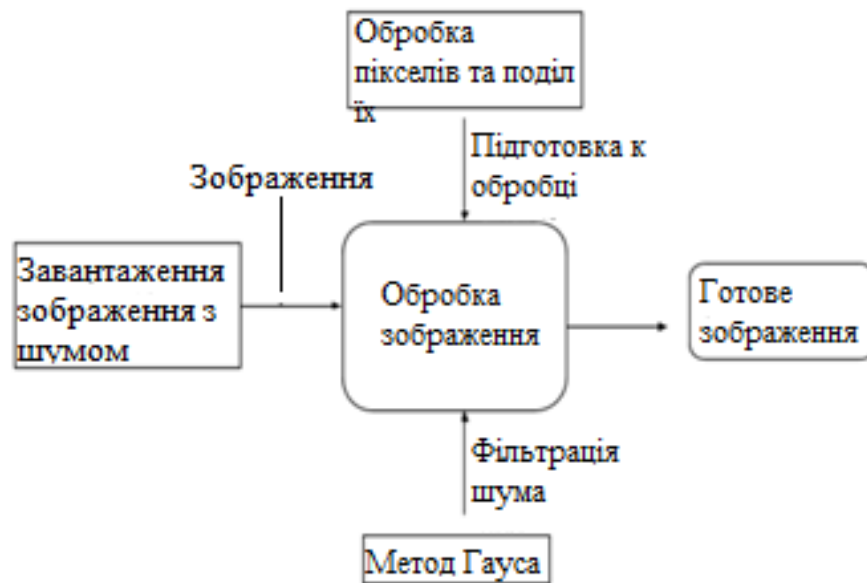 Обробка
пікселів та поділ
їх
Підготовка к
обробці
Зображення
Завантаження
зображення з
шумом
Обробка
зображення
Готове
зображення
Фільтрація
шума
Метод Гауса